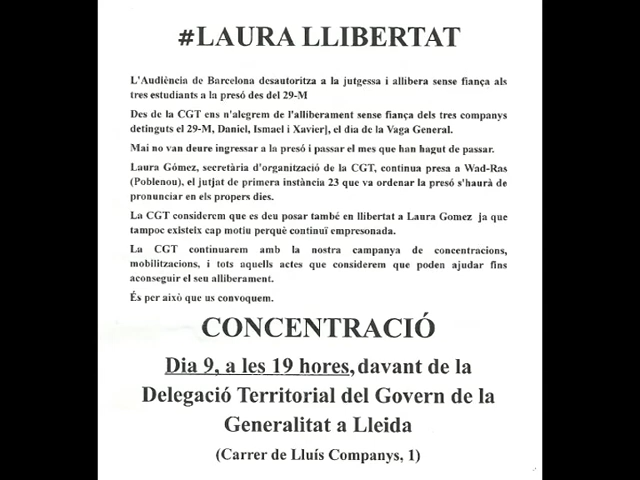 #LAURA LLIBERTAT
L'Audiència de Barcelona desautoritza a la jutgessa i allibera sense fiança als
tres estudiants a la presó des del 29-M
Des de la CGT ens n'alegrem de l'alliberament sense fiança dels tres companys
detinguts el 29-M, Daniel, Ismael i Xavier], el dia de la Vaga General.
Mai no van deure ingressar a la presó i passar el mes que han hagut de passar.
Laura Gómez, secretària d'organització de la CGT, continua presa a Wad-Ras
(Poblenou), el jutjat de primera instància 23 que va ordenar la presó s'haurà de
pronunciar en els propers dies.
La CGT considerem que es deu posar també en llibertat a Laura Gomez ja que
tampoc existeix cap motiu perquè continuï empresonada.
La CGT continuarem amb la nostra campanya de concentracions,
mobilitzacions, i tots aquells actes que considerem que poden ajudar fins
aconseguir el seu alliberament.
És per això que us convoquem.
CONCENTRACIÓ
Dia 9, a les 19 hores, davant de la
Delegació Territorial del Govern de la
Generalitat a Lleida
(Carrer de Lluís Companys, 1)